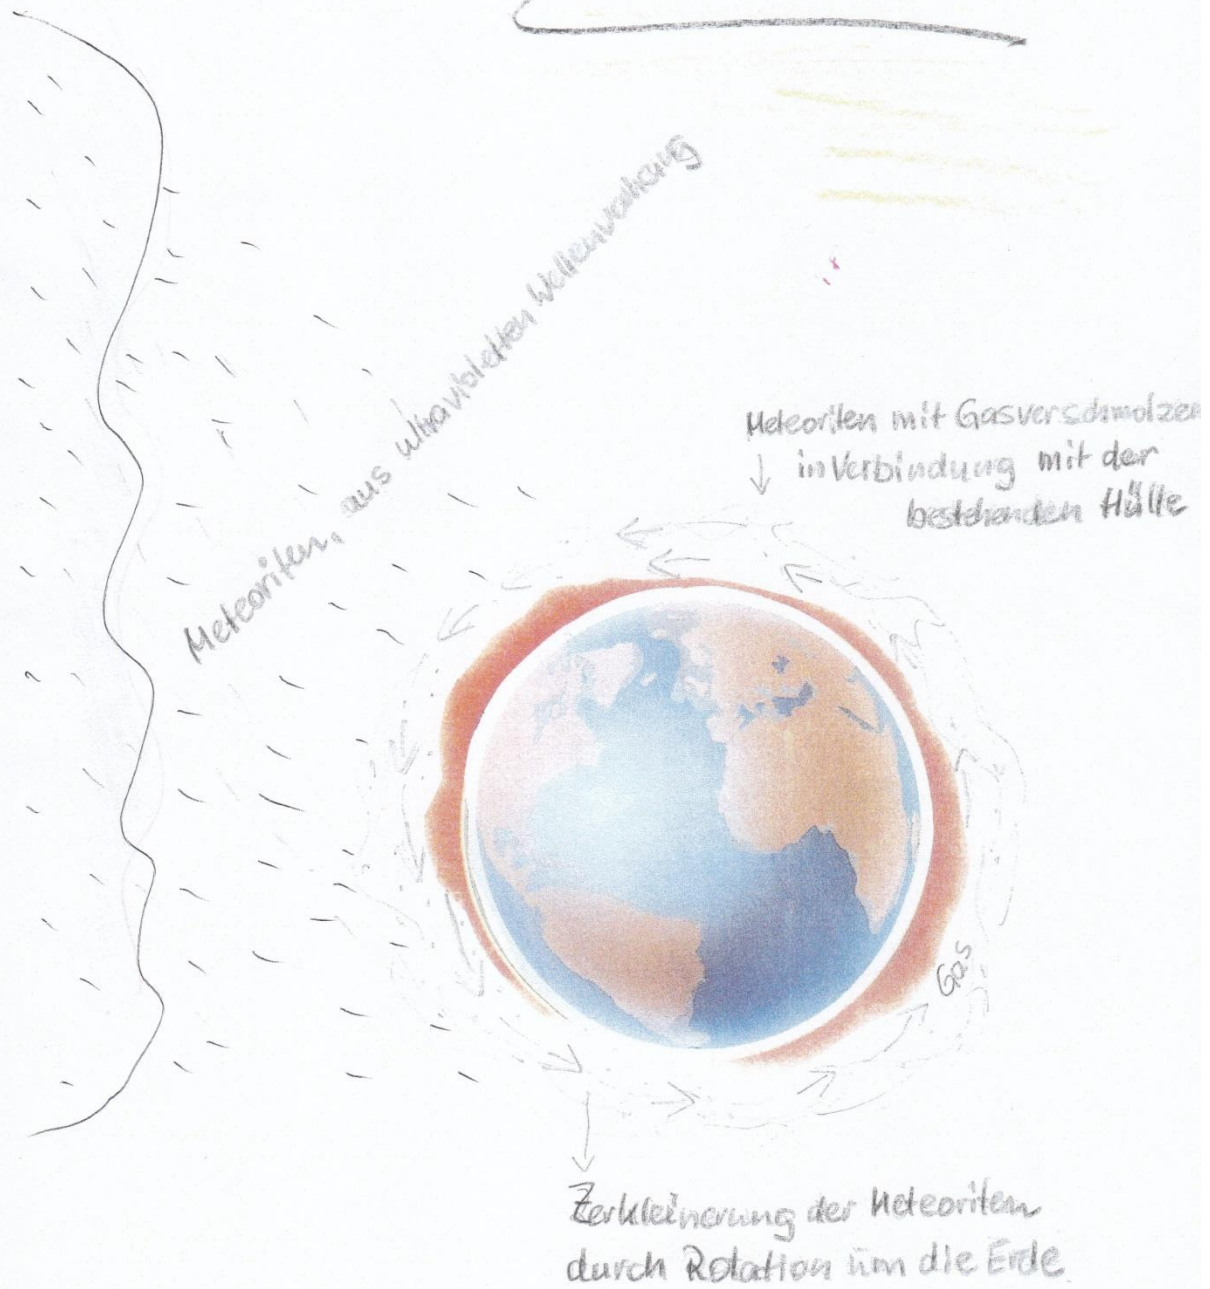 Meteoriten, aus ultravioletten Wellenvorhang
Meteoriten mit Gasverschmolzen
in Verbindung mit der
bestehenden Hülle
Gas
Zerkleinerung der Meteoriten
durch Rotation um die Erde